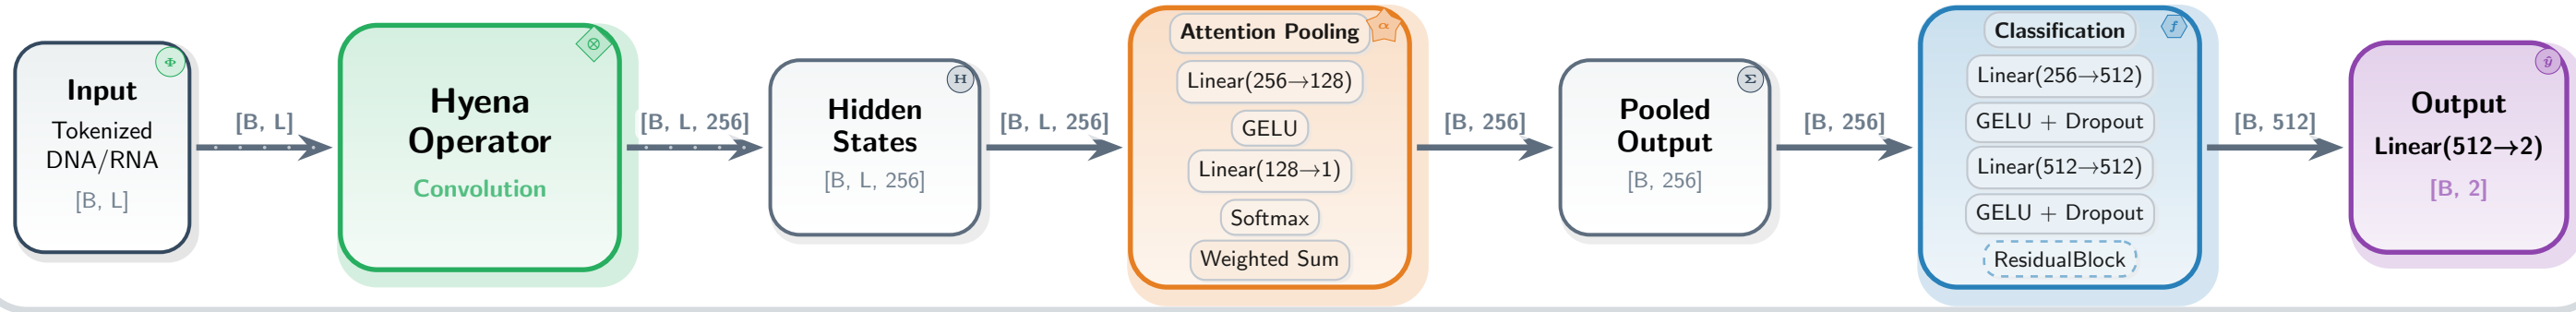 Φ
Input
Tokenized
DNA/RNA
[B, L]
[B, L]
⊗
Hyena
Operator
Convolution
[B, L, 256]
H
Hidden
States
[B, L, 256]
[B, L, 256]
α
Attention Pooling
Linear(256→128)
GELU
Linear(128→1)
Softmax
Weighted Sum
[B, 256]
Σ
Pooled
Output
[B, 256]
[B, 256]
f
Classification
Linear(256→512)
GELU + Dropout
Linear(512→512)
GELU + Dropout
ResidualBlock
[B, 512]
ŷ
Output
Linear(512→2)
[B, 2]